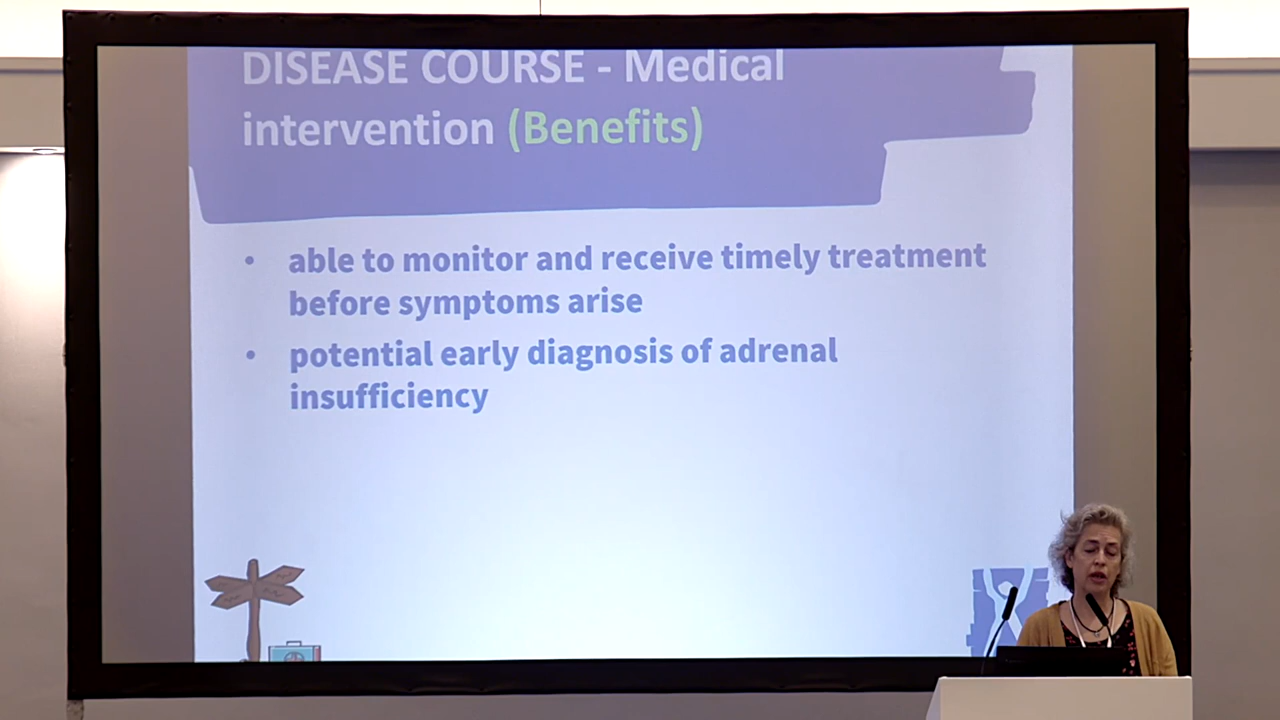 DISEASE COURSE - Medical
intervention (Benefits)
• able to monitor and receive timely treatment
before symptoms arise
• potential early diagnosis of adrenal
insufficiency